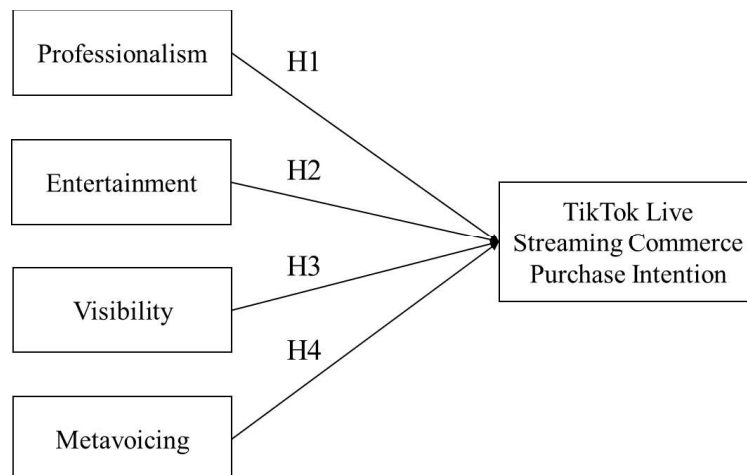 Professionalism
H1
Entertainment
H2
Visibility
H3
Metavoicing
H4
TikTok Live
Streaming Commerce
Purchase Intention